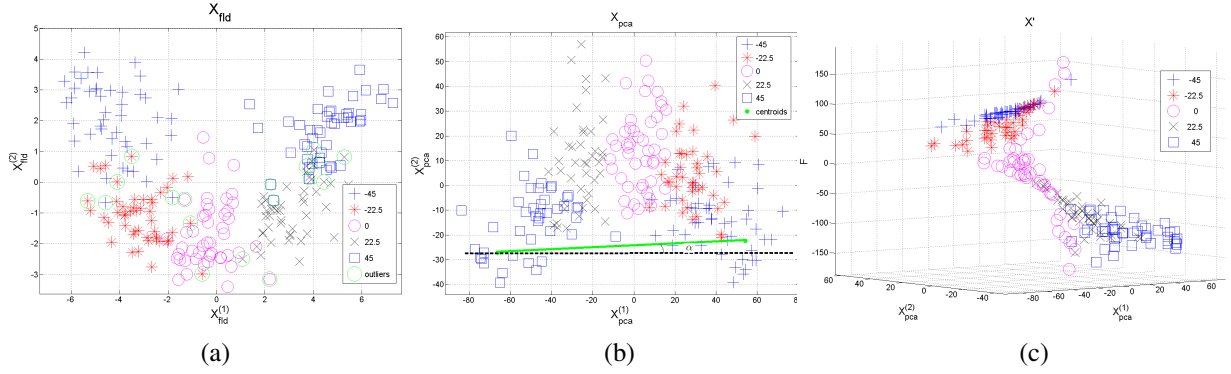 X_fld
5
4
3
2
1
0
-1
-2
-3
X_fld^(2)
-6 -4 -2 0 2 4 6
X_fld^(1)
-45
-22.5
0
22.5
45
outliers
(a)
X_pca
60
50
40
30
20
10
0
-10
-20
-30
-40
X_pca^(2)
-80 -60 -40 -20 0 20 40 60 80
X_pca^(1)
-45
-22.5
0
22.5
45
centroids
α
(b)
X'
150
100
50
0
-50
-100
-150
F
60 40 20 0 -20 -40
X_pca^(2)
-40 -20 0 20 40 60
X_pca^(1)
-45
-22.5
0
22.5
45
(c)